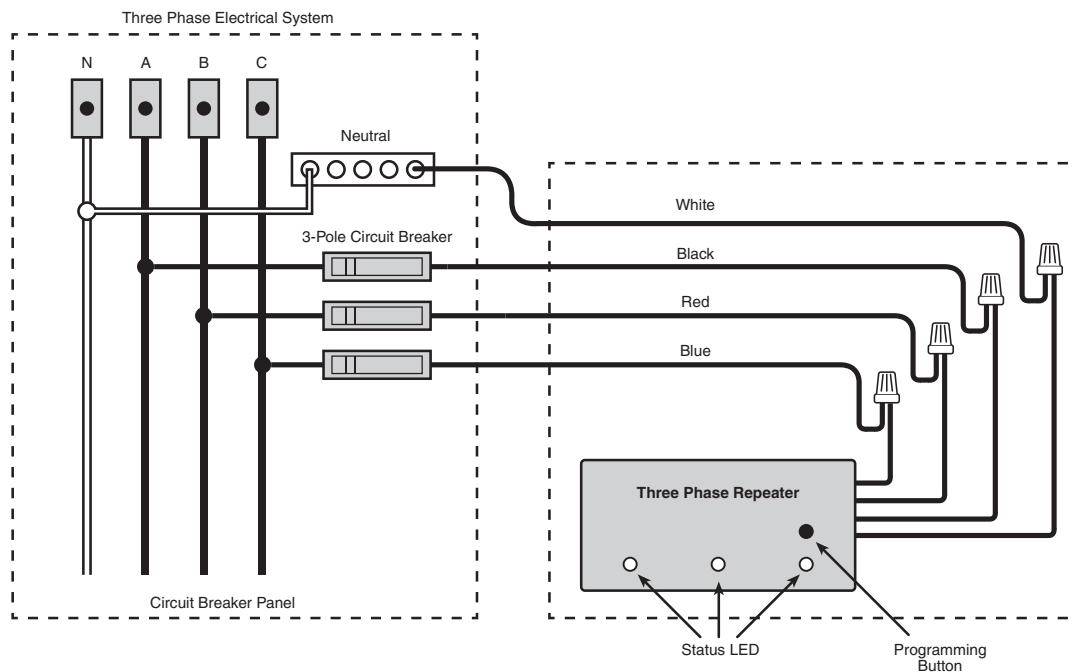 Three Phase Electrical System
N
A
B
C
Neutral
White
3-Pole Circuit Breaker
Black
Red
Blue
Three Phase Repeater
Circuit Breaker Panel
Status LED
Programming
Button